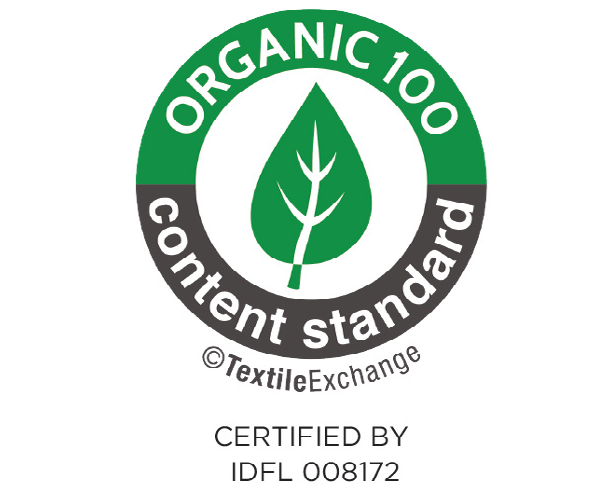 ORGANIC 100
content standard
©TextileExchange
CERTIFIED BY
IDFL 008172